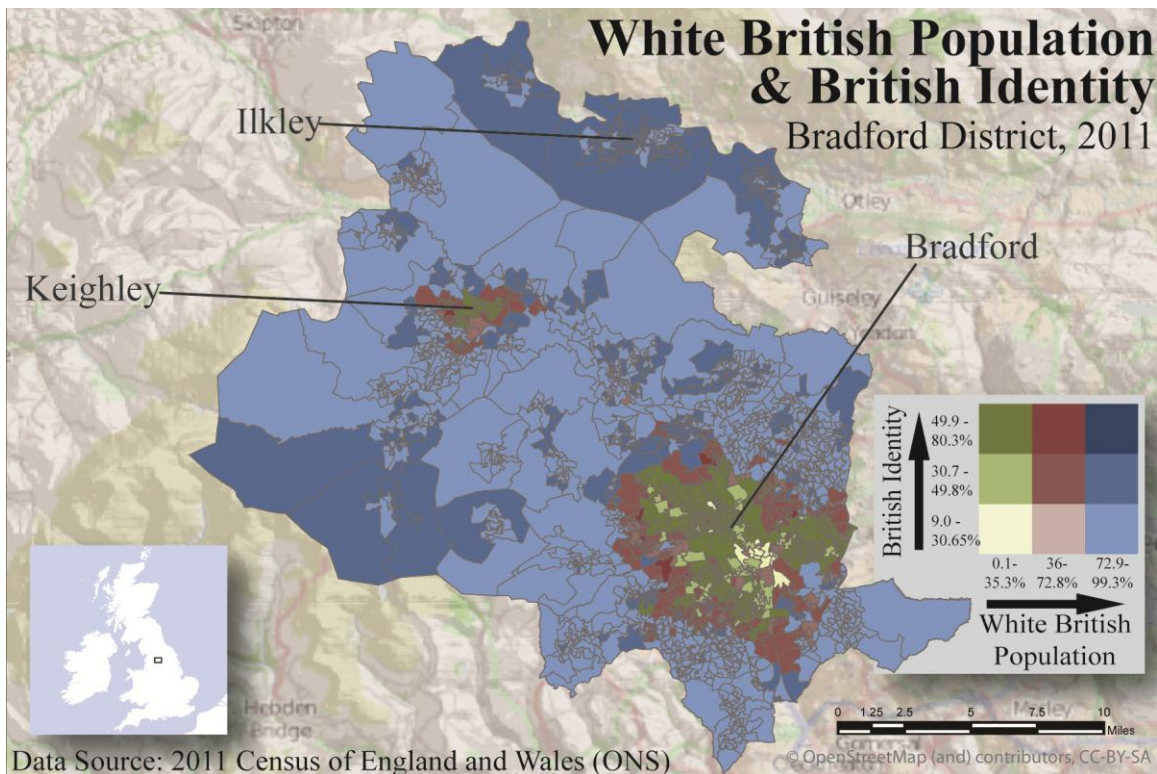 White British Population
& British Identity
Bradford District, 2011
Skipton
Ilkley
Otley
Bradford
Keighley
Guiseley
Yeadon
British Identity
49.9 -
80.3%
30.7 -
49.8%
9.0 -
30.65%
0.1-
35.3%
36-
72.8%
72.9-
99.3%
White British
Population
Hebden
Bridge
0 1.25 2.5 5 7.5 10
Miles
Data Source: 2011 Census of England and Wales (ONS)
© OpenStreetMap (and) contributors, CC-BY-SA